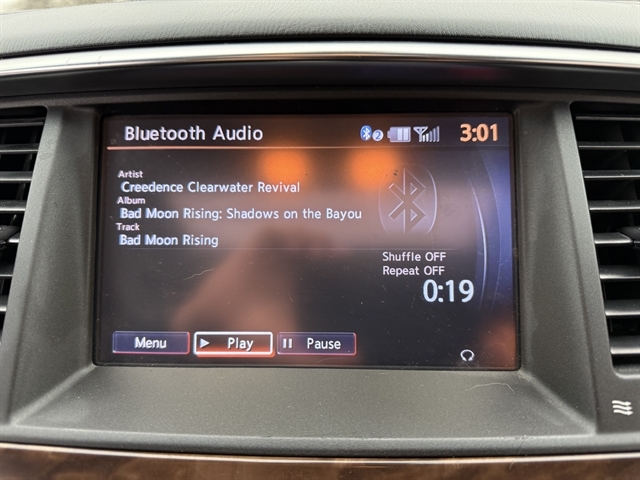 Bluetooth Audio 2 3:01
Artist
Creedence Clearwater Revival
Album
Bad Moon Rising: Shadows on the Bayou
Track
Bad Moon Rising
Shuffle OFF
Repeat OFF
0:19
Menu Play Pause